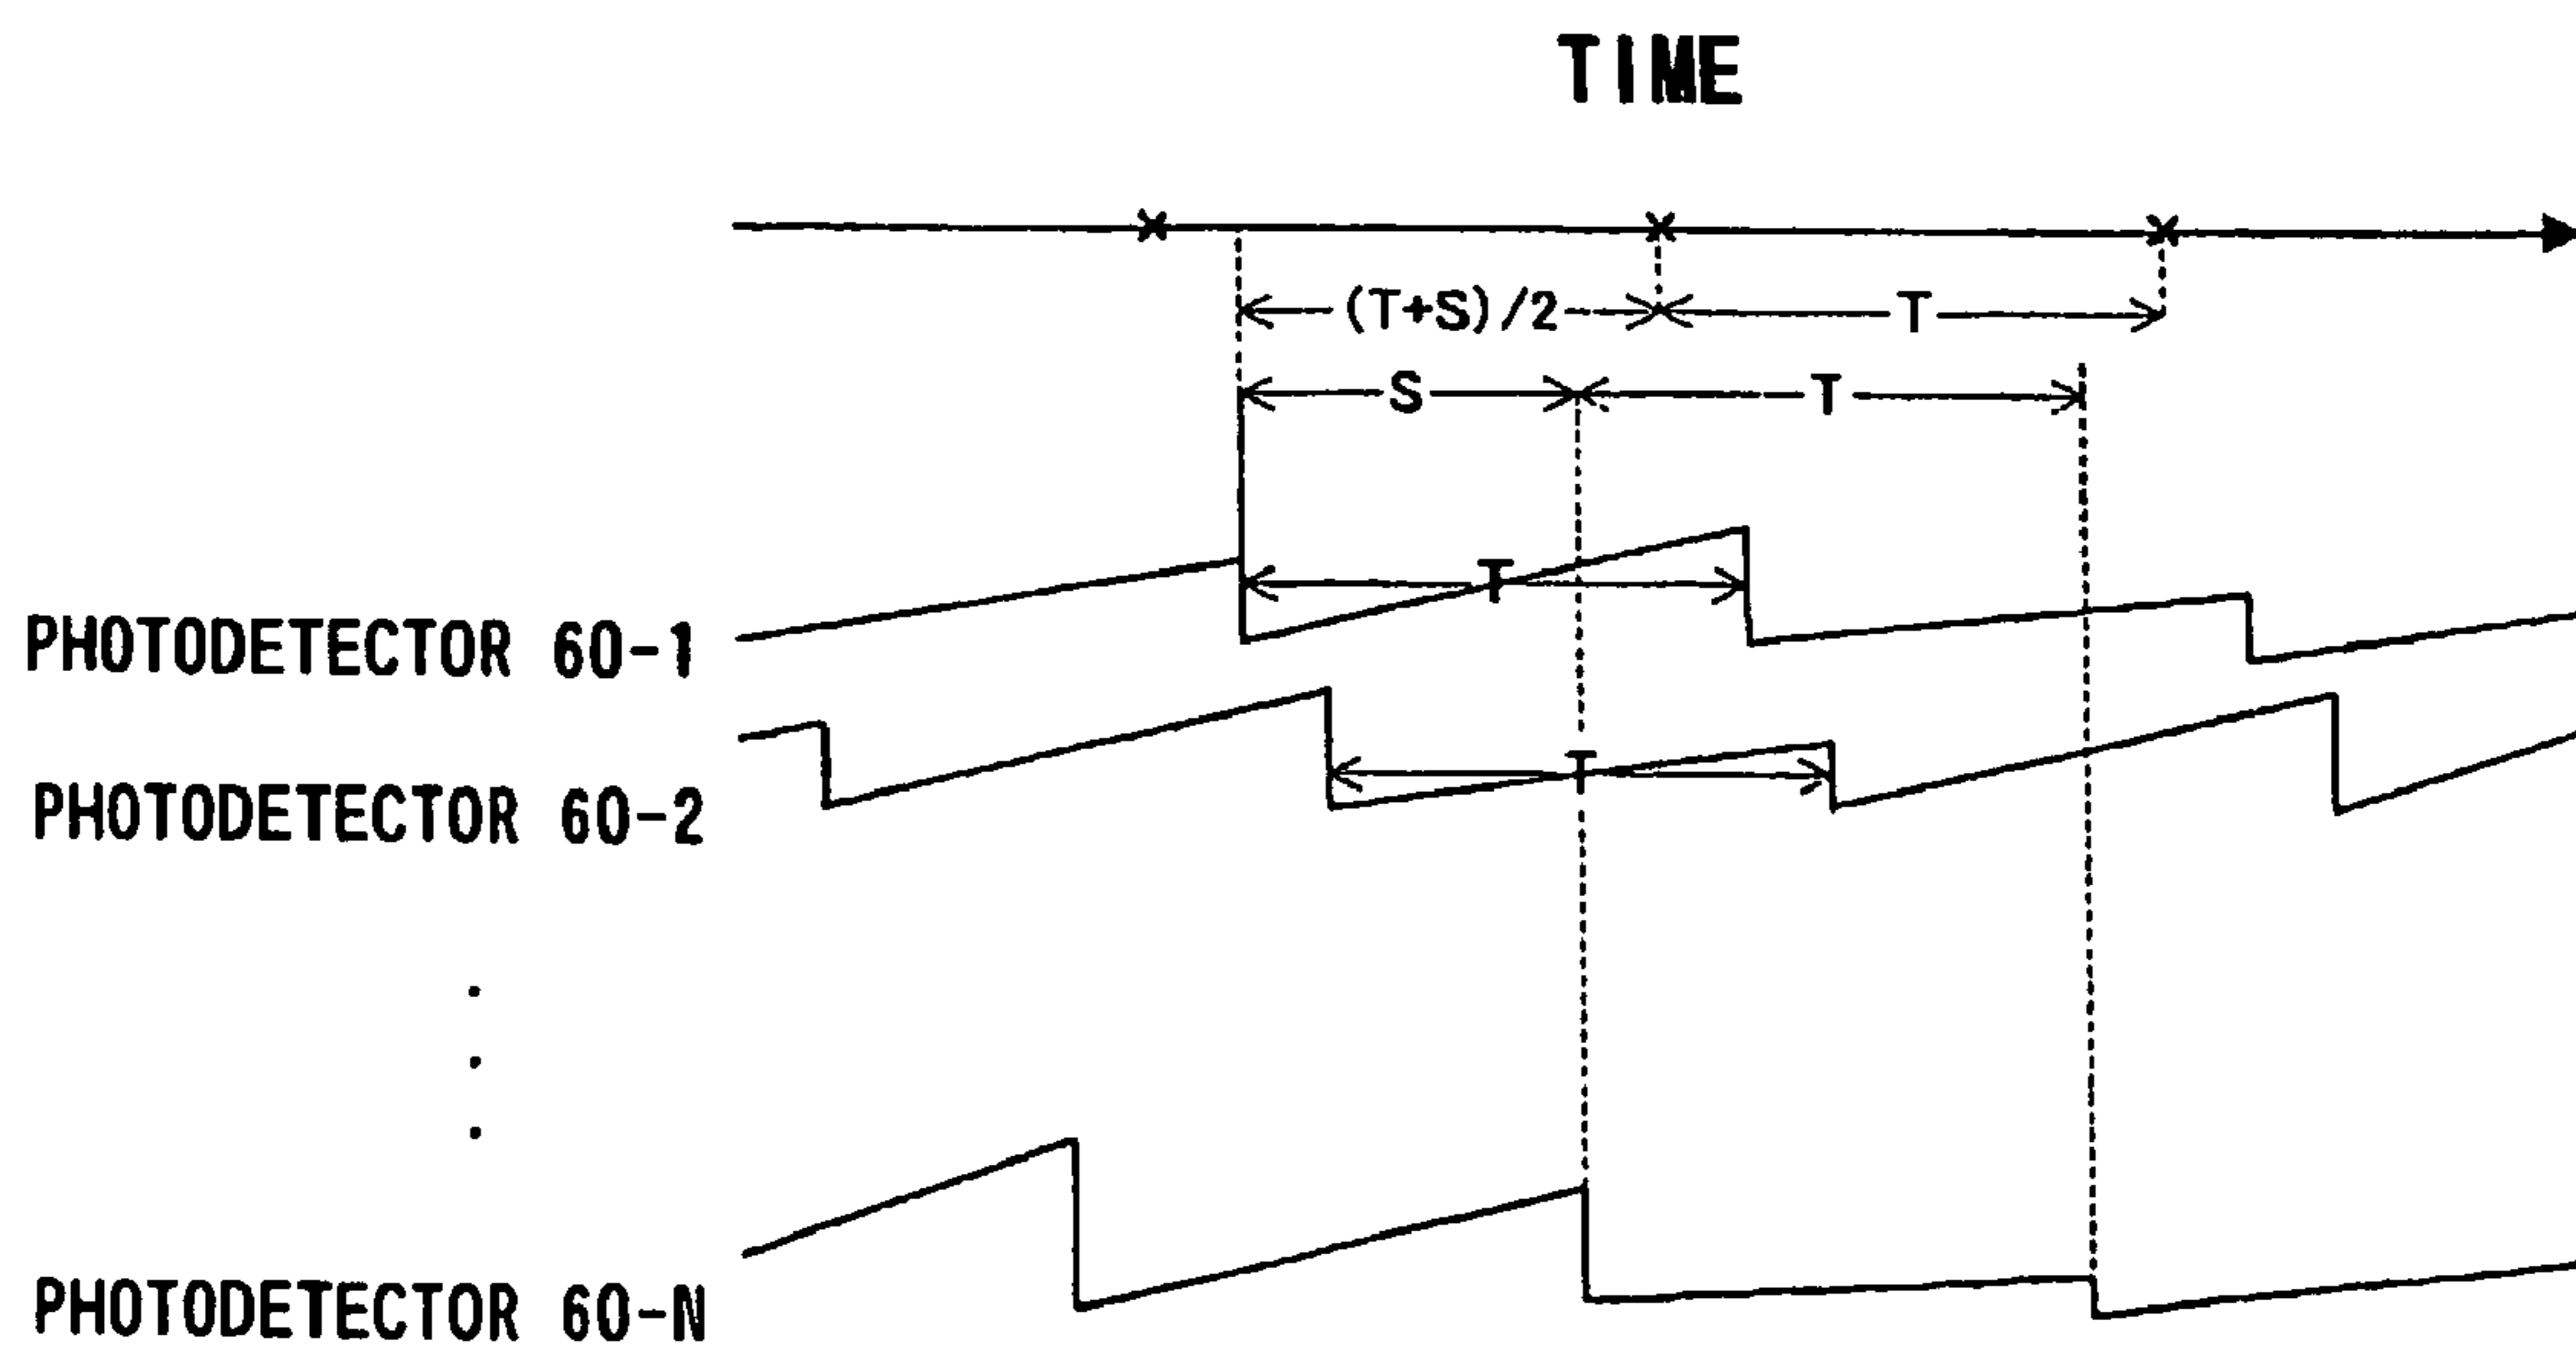 TIME
(T+S)/2 T
S T
T
PHOTODETECTOR 60-1
T
PHOTODETECTOR 60-2
PHOTODETECTOR 60-N